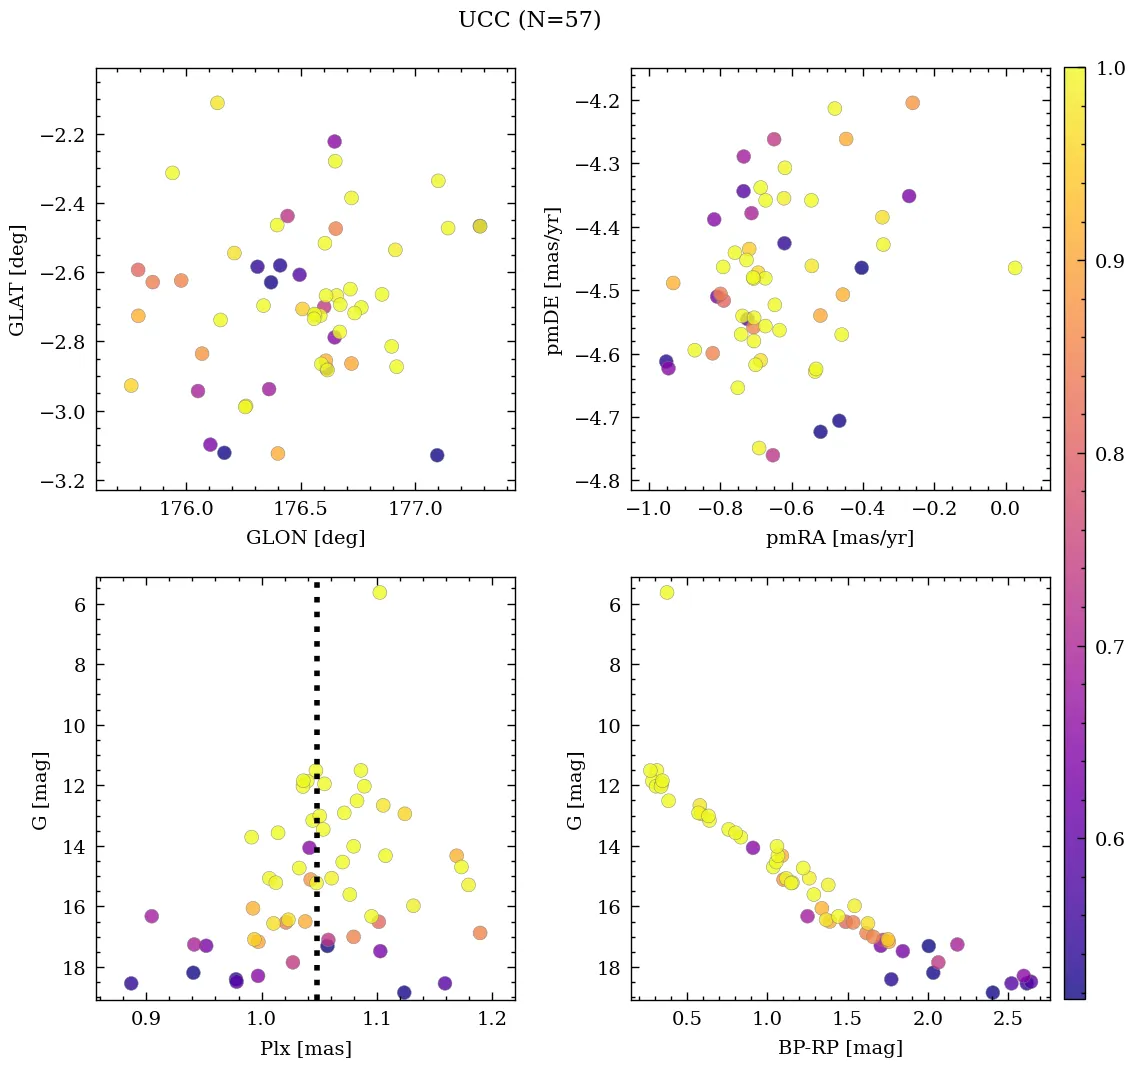 UCC (N=57)
−2.2
−2.4
−2.6
−2.8
−3.0
−3.2
GLAT [deg]
176.0 176.5 177.0
GLON [deg]
−4.2
−4.3
−4.4
−4.5
−4.6
−4.7
−4.8
pmDE [mas/yr]
−1.0 −0.8 −0.6 −0.4 −0.2 0.0
pmRA [mas/yr]
1.0
0.9
0.8
0.7
0.6
6
8
10
12
14
16
18
G [mag]
0.9 1.0 1.1 1.2
Plx [mas]
6
8
10
12
14
16
18
G [mag]
0.5 1.0 1.5 2.0 2.5
BP-RP [mag]